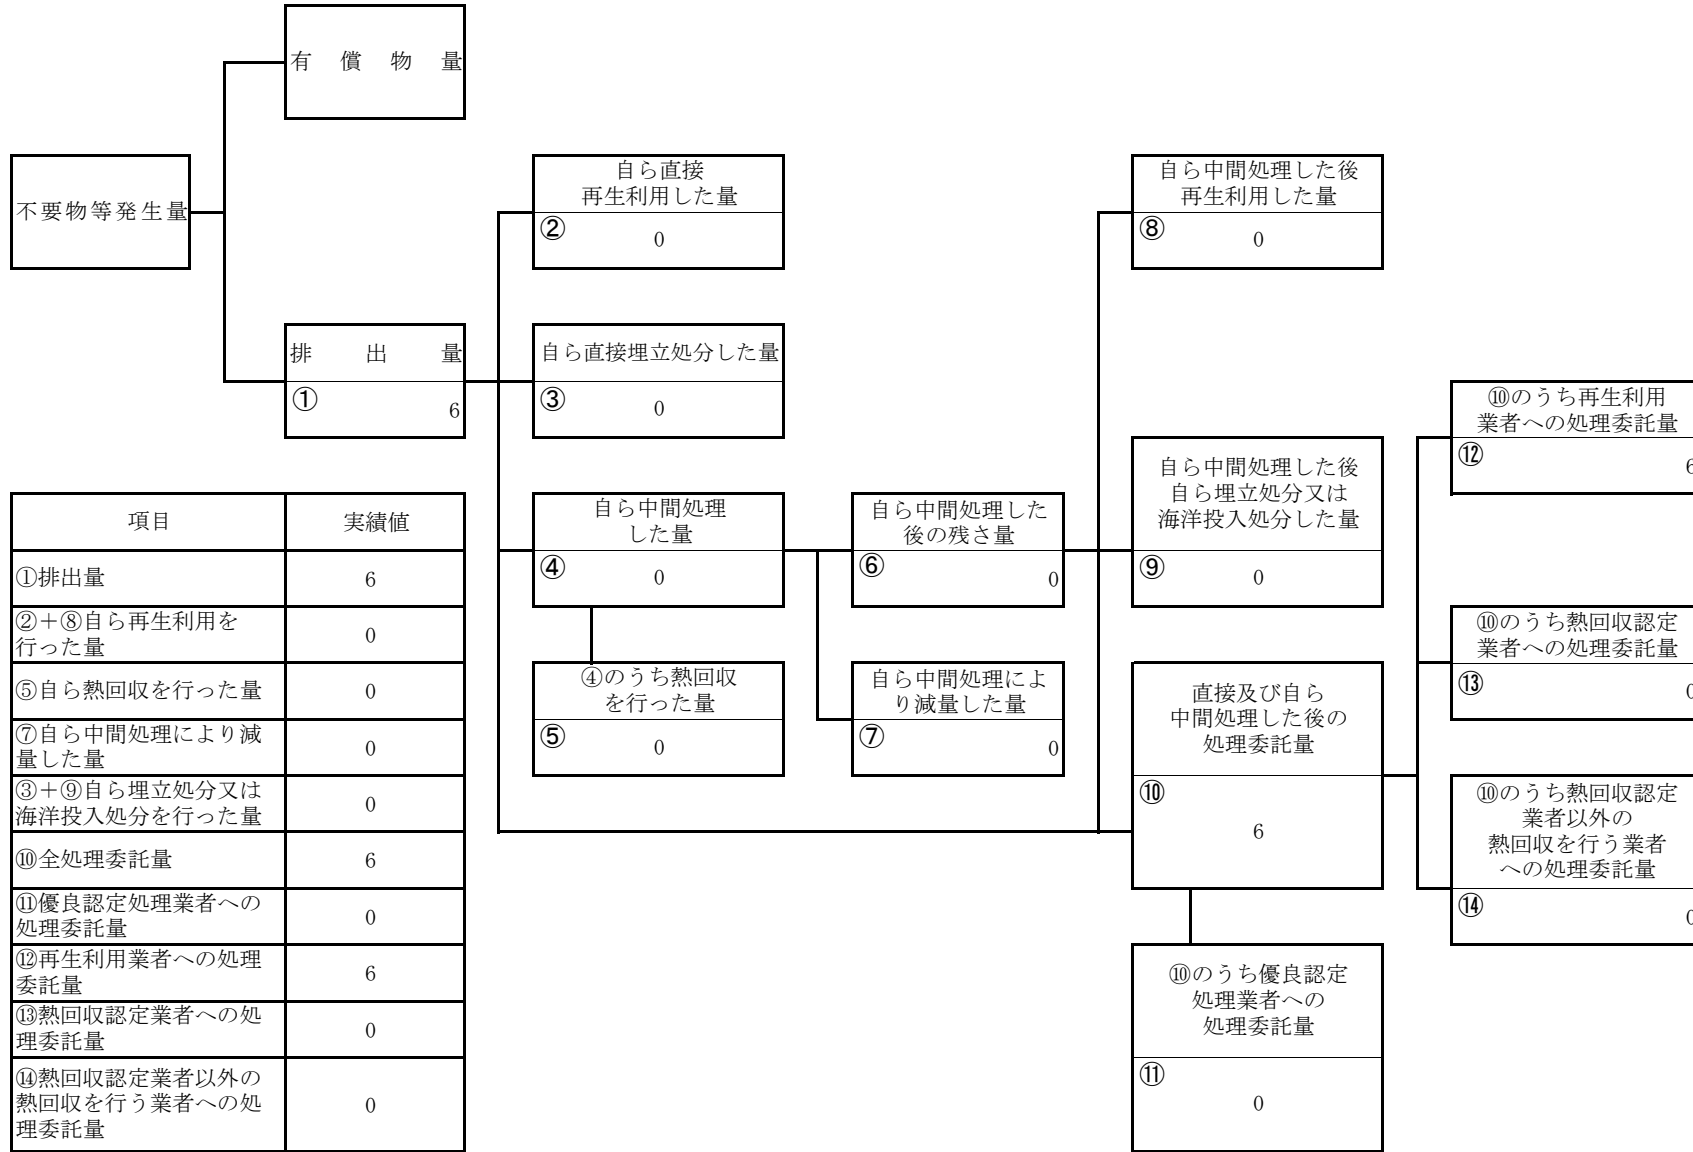 有償物量
不要物等発生量
自ら直接
再生利用した量
② 0
自ら中間処理した後
再生利用した量
⑧ 0
排出量
① 6
自ら直接埋立処分した量
③ 0
⑩のうち再生利用
業者への処理委託量
⑫ 6
自ら中間処理
した量
④ 0
自ら中間処理した
後の残さ量
⑥ 0
自ら中間処理した後
自ら埋立処分又は
海洋投入処分した量
⑨ 0
⑩のうち熱回収認定
業者への処理委託量
⑬ 0
④のうち熱回収
を行った量
⑤ 0
自ら中間処理によ
り減量した量
⑦ 0
直接及び自ら
中間処理した後の
処理委託量
⑩
6
⑩のうち熱回収認定
業者以外の
熱回収を行う業者
への処理委託量
⑭ 0
⑩のうち優良認定
処理業者への
処理委託量
⑪
0
項目 実績値
①排出量 6
②+⑧自ら再生利用を
行った量 0
⑤自ら熱回収を行った量 0
⑦自ら中間処理により減
量した量 0
③+⑨自ら埋立処分又は
海洋投入処分を行った量 0
⑩全処理委託量 6
⑪優良認定処理業者への
処理委託量 0
⑫再生利用業者への処理
委託量 6
⑬熱回収認定業者への処
理委託量 0
⑭熱回収認定業者以外の
熱回収を行う業者への処
理委託量 0